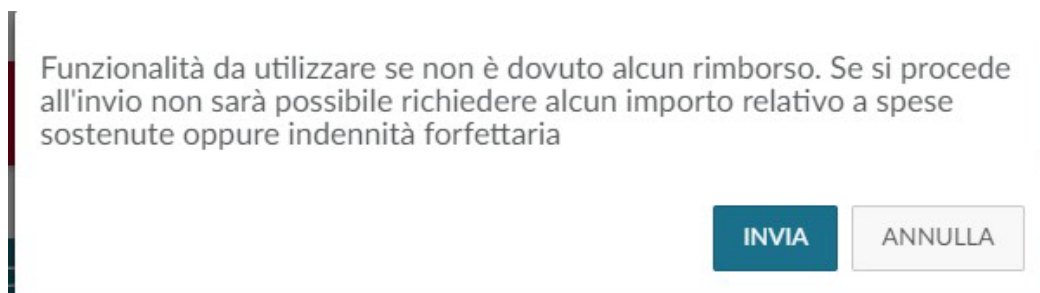 Funzionalità da utilizzare se non è dovuto alcun rimborso. Se si procede
all'invio non sarà possibile richiedere alcun importo relativo a spese
sostenute oppure indennità forfettaria
INVIA
ANNULLA